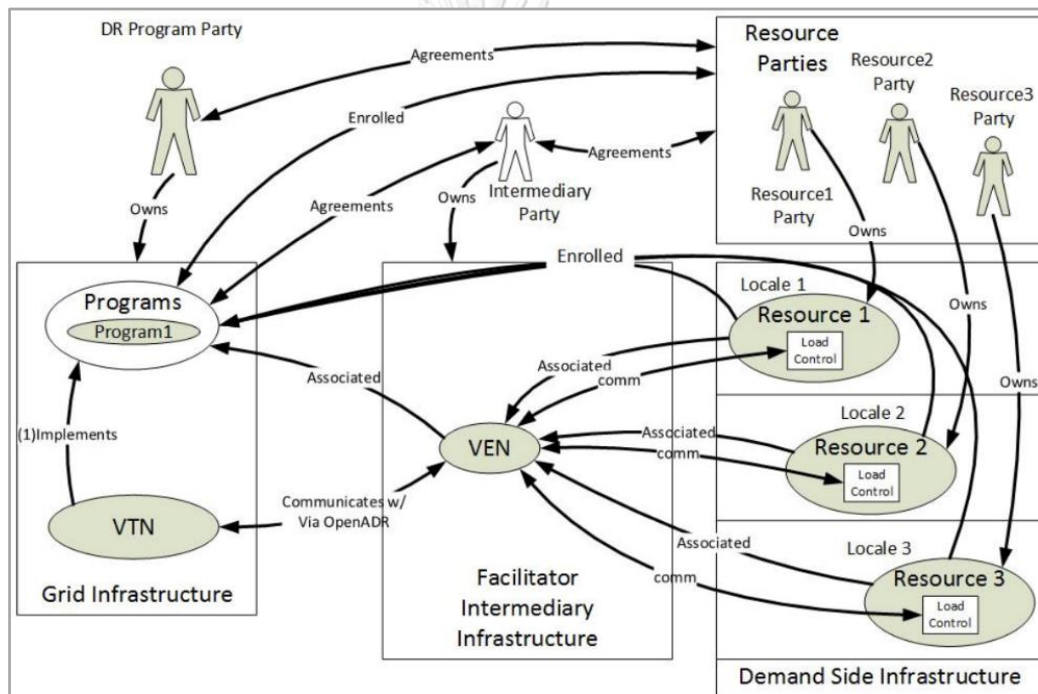 DR Program Party
Agreements
Resource
Parties
Resource2
Party
Resource3
Party
Enrolled
Agreements
Resource1
Party
Intermediary
Party
Owns
Agreements
Owns
Owns
Enrolled
Programs
Program1
Locale 1
Resource 1
Load
Control
Owns
Associated
comm
Associated
Owns
(1)Implements
Locale 2
Associated
Resource 2
comm
Load
Control
VEN
VTN
Communicates w/
Via OpenADR
Associated
Locale 3
comm
Resource 3
Load
Control
Grid Infrastructure
Facilitator
Intermediary
Infrastructure
Demand Side Infrastructure